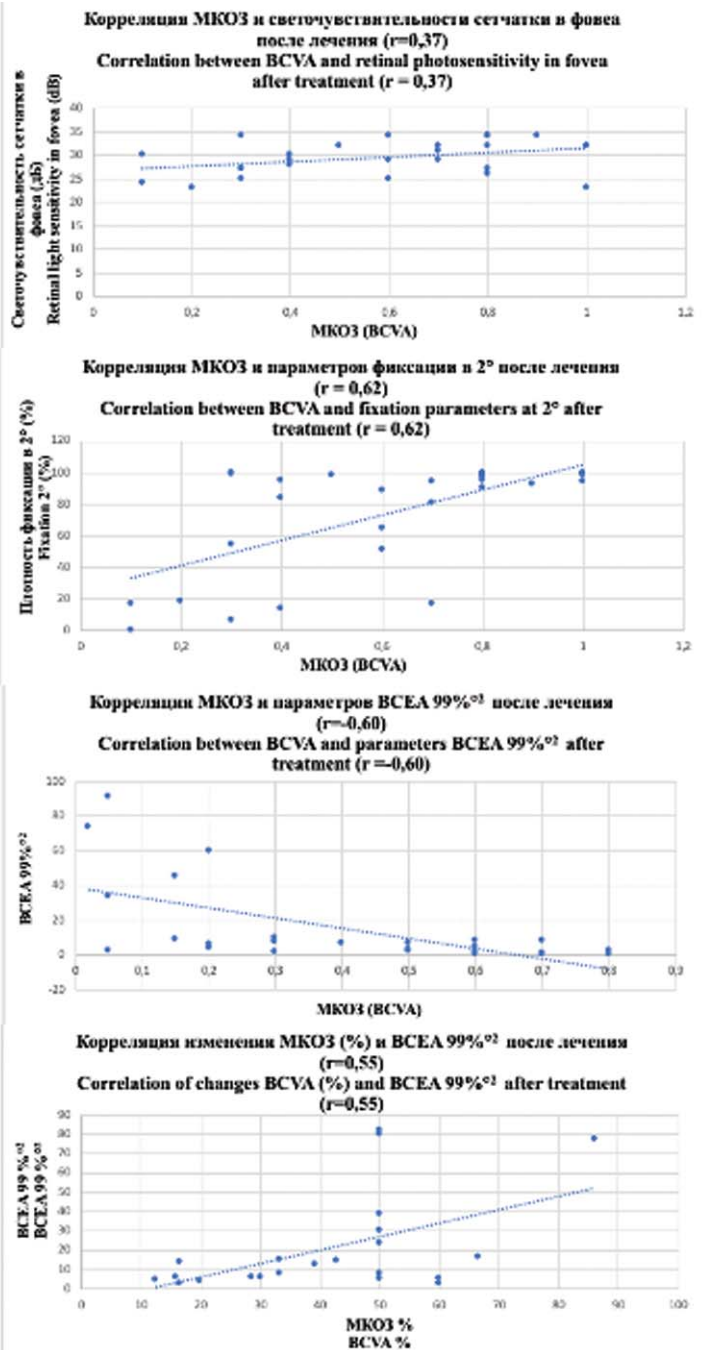 Корреляция МКОЗ и светочувствительности сетчатки в фовеа
после лечения (r=0,37)
Correlation between BCVA and retinal photosensitivity in fovea
after treatment (r = 0,37)
Светочувствительность сетчатки в
фовеа (дБ)
Retinal light sensitivity in fovea (dB)
40
35
30
25
20
15
10
5
0
0
0,2
0,4
0,6
0,8
1
1,2
МКОЗ (BCVA)
Корреляция МКОЗ и параметров фиксации в 2° после лечения
(r = 0,62)
Correlation between BCVA and fixation parameters at 2° after
treatment (r = 0,62)
Плотность фиксации в 2° (%)
Fixation 2° (%)
120
100
80
60
40
20
0
0
0,2
0,4
0,6
0,8
1
1,2
МКОЗ (BCVA)
Корреляция МКОЗ и параметров BCEA 99%°² после лечения
(r=-0,60)
Correlation between BCVA and parameters BCEA 99%°² after
treatment (r =-0,60)
BCEA 99%°²
100
80
60
40
20
0
-20
0
0,1
0,2
0,3
0,4
0,5
0,6
0,7
0,8
МКОЗ (BCVA)
Корреляция изменения МКОЗ (%) и BCEA 99%°² после лечения
(r=0,55)
Correlation of changes BCVA (%) and BCEA 99%°² after treatment
(r=0,55)
BCEA 99 %°²
BCEA 99 %°²
90
80
70
60
50
40
30
20
10
0
0
10
20
30
40
50
60
70
80
90
100
МКОЗ %
BCVA %